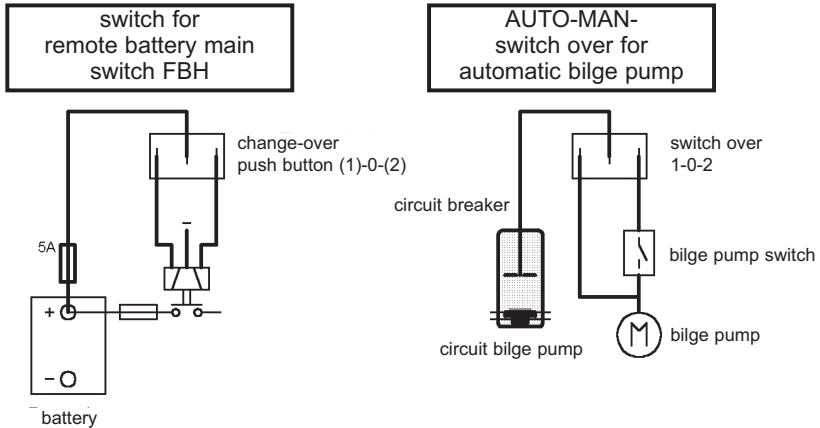 switch for
remote battery main
switch FBH
change-over
push button (1)-0-(2)
–
5A
+
–
battery
AUTO-MAN-
switch over for
automatic bilge pump
switch over
1-0-2
circuit breaker
bilge pump switch
circuit bilge pump
M
bilge pump